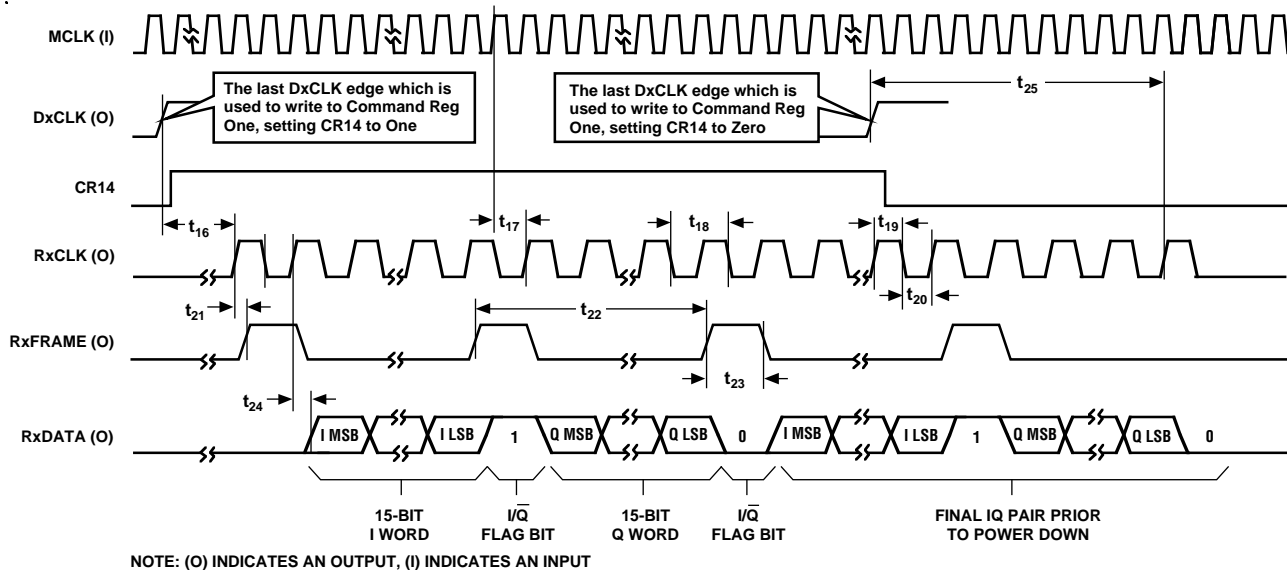 MCLK (I)
The last DxCLK edge which is
used to write to Command Reg
One, setting CR14 to One
The last DxCLK edge which is
used to write to Command Reg
One, setting CR14 to Zero
t25
DxCLK (O)
CR14
t16
t17
t18
t19
RxCLK (O)
t20
t21
t22
RxFRAME (O)
t23
t24
RxDATA (O)
I MSB
I LSB
1
Q MSB
Q LSB
0
I MSB
I LSB
1
Q MSB
Q LSB
0
15-BIT
I WORD
I/Q̅
FLAG BIT
15-BIT
Q WORD
I/Q̅
FLAG BIT
FINAL IQ PAIR PRIOR
TO POWER DOWN
NOTE: (O) INDICATES AN OUTPUT, (I) INDICATES AN INPUT